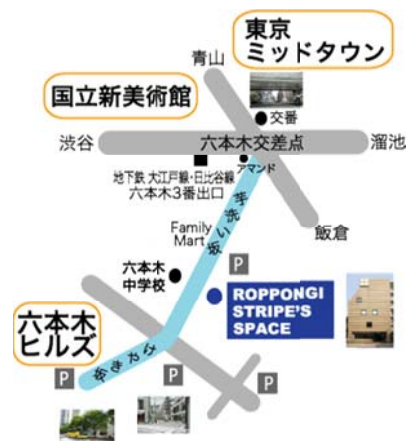 東京
ミッドタウン
青山
国立新美術館
交番
渋谷
六本木交差点
溜池
アマンド
地下鉄 大江戸線・日比谷線
六本木3番出口
芋洗い坂
飯倉
Family
Mart
P
六本木
中学校
ROPPONGI
STRIPE'S
SPACE
六本木
ヒルズ
けやき坂
P
P
P